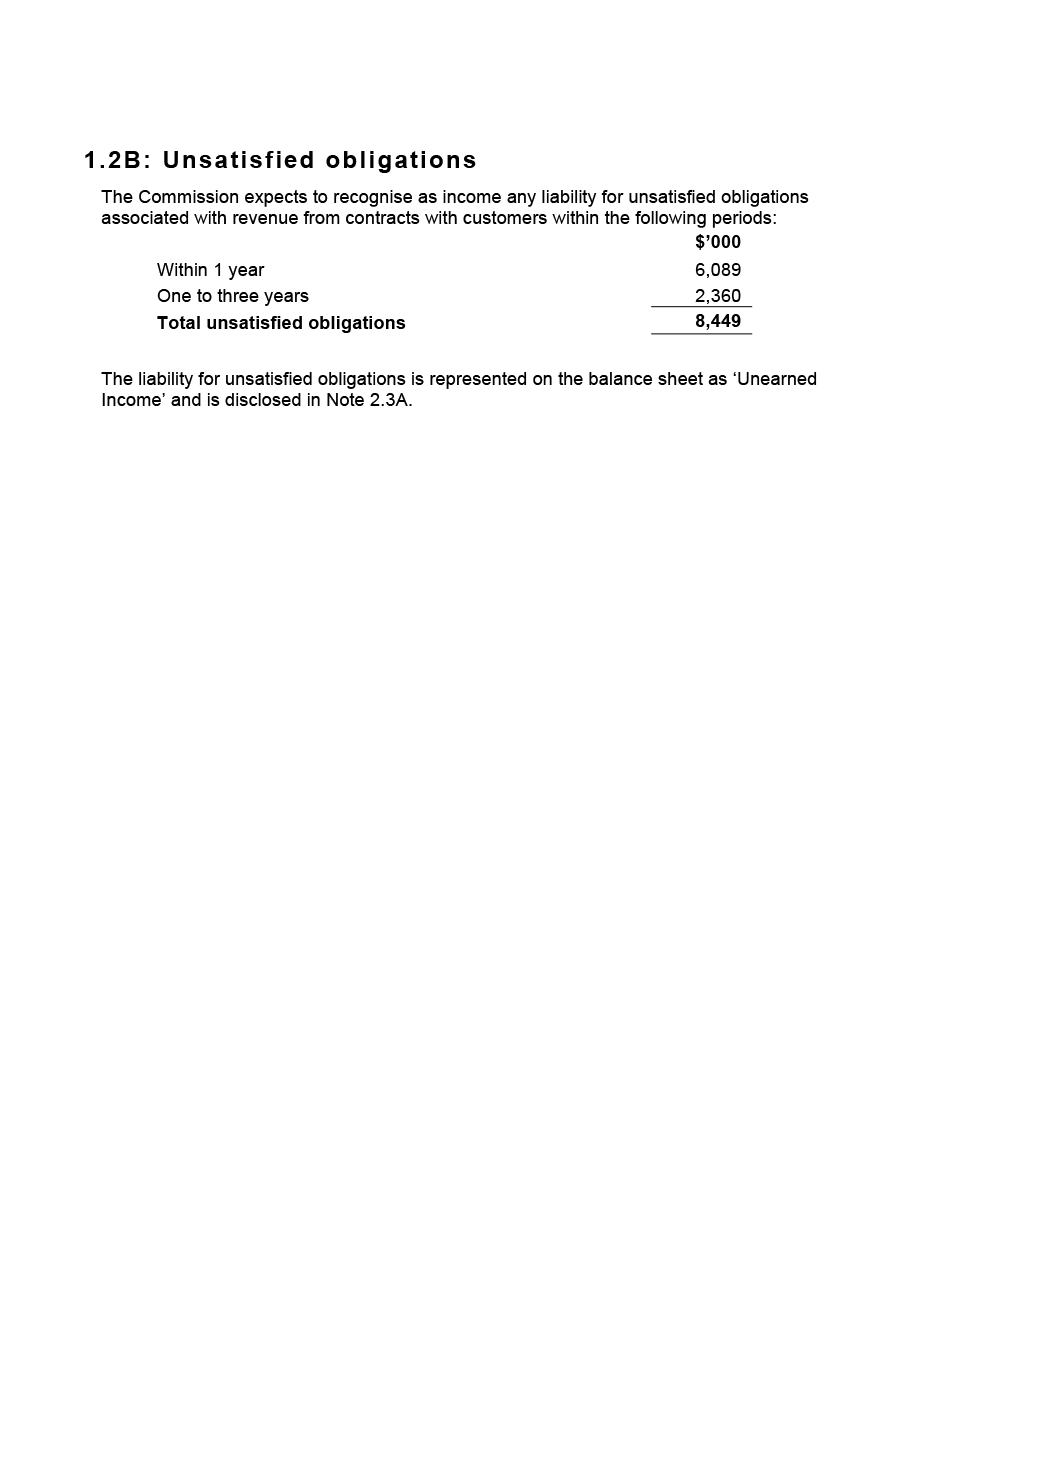 1.2B: Unsatisfied obligations
The Commission expects to recognise as income any liability for unsatisfied obligations
associated with revenue from contracts with customers within the following periods:
$’000
Within 1 year 6,089
One to three years 2,360
Total unsatisfied obligations 8,449
The liability for unsatisfied obligations is represented on the balance sheet as ‘Unearned
Income’ and is disclosed in Note 2.3A.